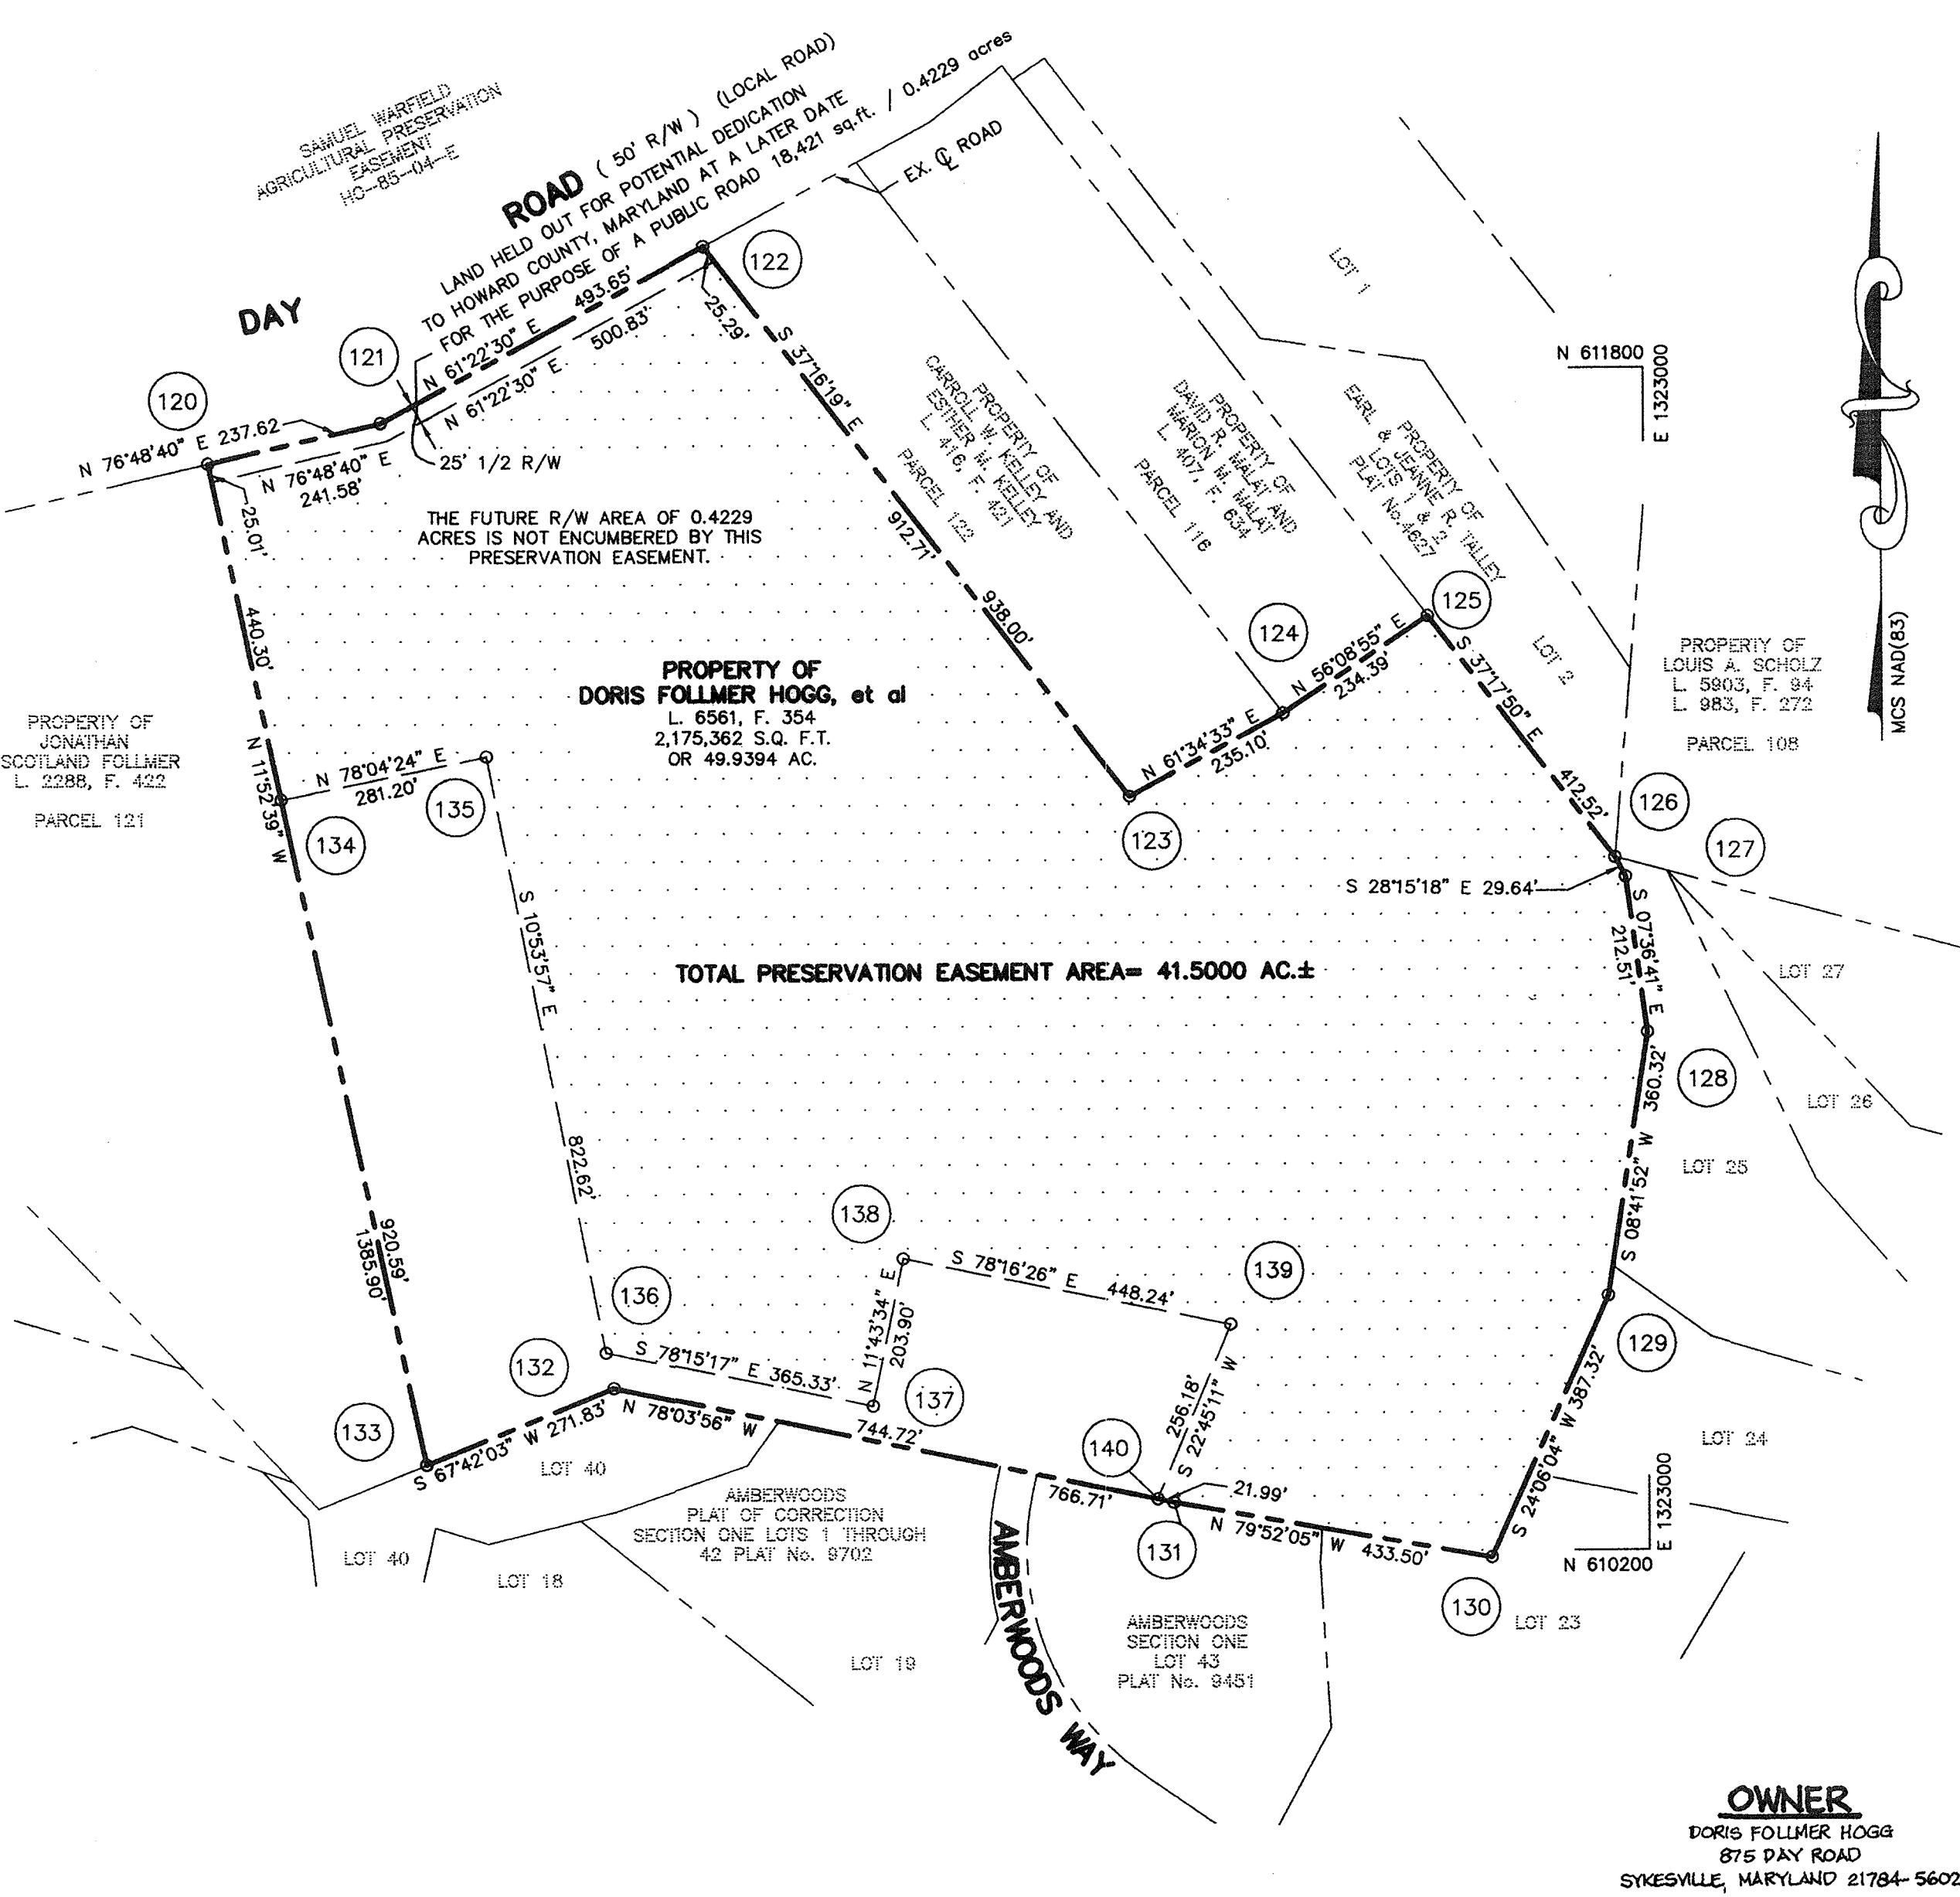 SAMUEL WARFIELD
AGRICULTURAL PRESERVATION
EASEMENT
HO-85-04-E
DAY
ROAD ( 50' R/W ) (LOCAL ROAD)
LAND HELD OUT FOR POTENTIAL DEDICATION
TO HOWARD COUNTY, MARYLAND AT A LATER DATE
FOR THE PURPOSE OF A PUBLIC ROAD 18,421 sq.ft. / 0.4229 acres
EX. ℄ ROAD
120
121
122
N 76°48'40" E 237.62
N 61°22'30" E 493.65'
N 61°22'30" E 500.83'
N 76°48'40" E
241.58'
25' 1/2 R/W
25.01'
25.29'
THE FUTURE R/W AREA OF 0.4229
ACRES IS NOT ENCUMBERED BY THIS
PRESERVATION EASEMENT.
S 37°16'19" E
912.71'
938.00'
PROPERTY OF
CARROLL W. KELLEY AND
ESTHER M. KELLEY
L. 416, F. 421
PARCEL 122
PROPERTY OF
DAVID R. MALAT AND
MARION M. MALAT
L. 407, F. 634
PARCEL 116
PROPERTY OF
EARL & JEANNE R. TALLEY
LOTS 1 & 2
PLAT No.4627
LOT 1
LOT 2
N 611800
E 1323000
MCS NAD(83)
PROPERTY OF
LOUIS A. SCHOLZ
L. 5903, F. 94
L. 983, F. 272
PARCEL 108
PROPERTY OF
DORIS FOLLMER HOGG, et al
L. 6561, F. 354
2,175,362 S.Q. F.T.
OR 49.9394 AC.
PROPERTY OF
JONATHAN
SCOTLAND FOLLMER
L. 2288, F. 422
PARCEL 121
440.30'
N 11°52'39" W
920.59'
1385.90'
N 78°04'24" E
281.20'
134
135
123
124
125
126
127
N 61°34'33" E
235.10'
N 56°08'55" E
234.39'
S 37°17'50" E
412.52'
S 28°15'18" E 29.64'
S 07°36'41" E
212.51'
S 10°53'57" E
822.62'
TOTAL PRESERVATION EASEMENT AREA= 41.5000 AC.±
LOT 27
LOT 26
LOT 25
128
S 08°41'52" W 360.32'
138
136
139
S 78°16'26" E 448.24'
N 11°43'34" E
203.90'
S 78°15'17" E 365.33'
137
132
133
S 67°42'03" W 271.83'
N 78°03'56" W
744.72'
766.71'
256.18'
S 22°45'11" W
140
21.99'
131
N 79°52'05" W 433.50'
129
S 24°06'04" W 387.32'
LOT 24
E 1323000
N 610200
130
LOT 23
LOT 40
AMBERWOODS
PLAT OF CORRECTION
SECTION ONE LOTS 1 THROUGH
42 PLAT No. 9702
LOT 40
LOT 18
LOT 19
AMBERWOODS WAY
AMBERWOODS
SECTION ONE
LOT 43
PLAT No. 9451
OWNER
DORIS FOLLMER HOGG
875 DAY ROAD
SYKESVILLE, MARYLAND 21784-5602